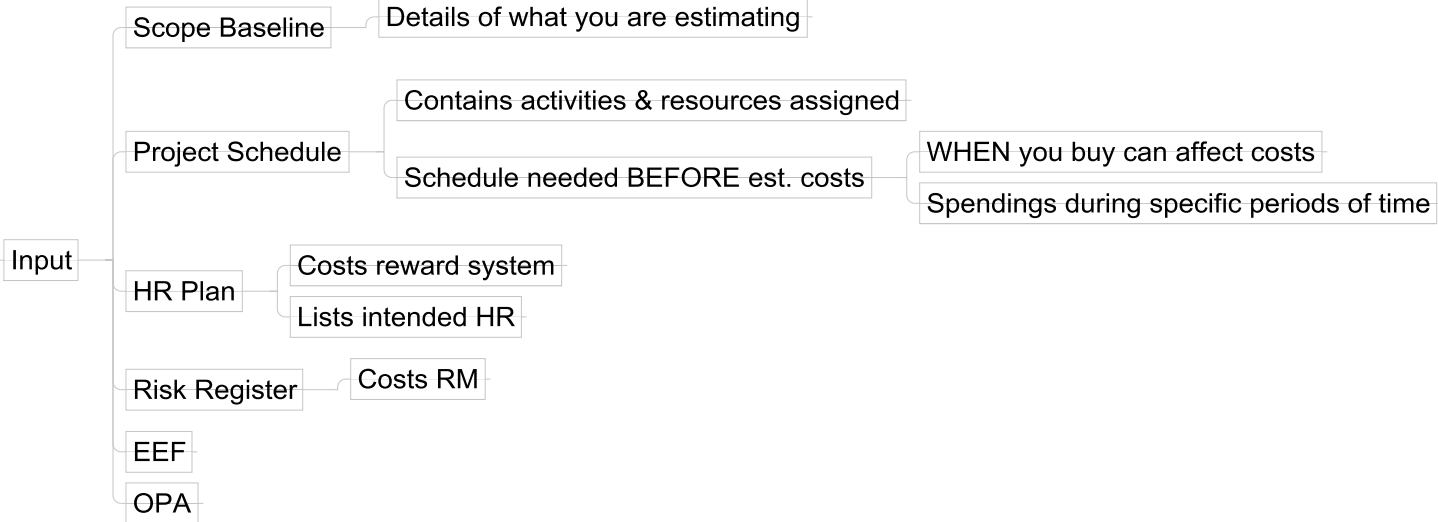 Input
Scope Baseline
Details of what you are estimating
Project Schedule
Contains activities & resources assigned
Schedule needed BEFORE est. costs
WHEN you buy can affect costs
Spendings during specific periods of time
HR Plan
Costs reward system
Lists intended HR
Risk Register
Costs RM
EEF
OPA